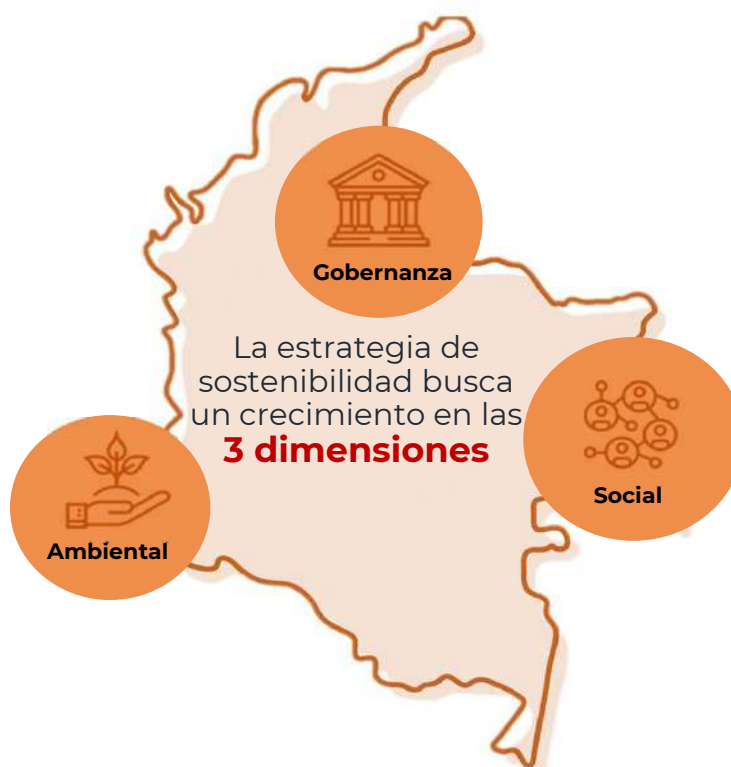 Gobernanza
La estrategia de
sostenibilidad busca
un crecimiento en las
3 dimensiones
Social
Ambiental